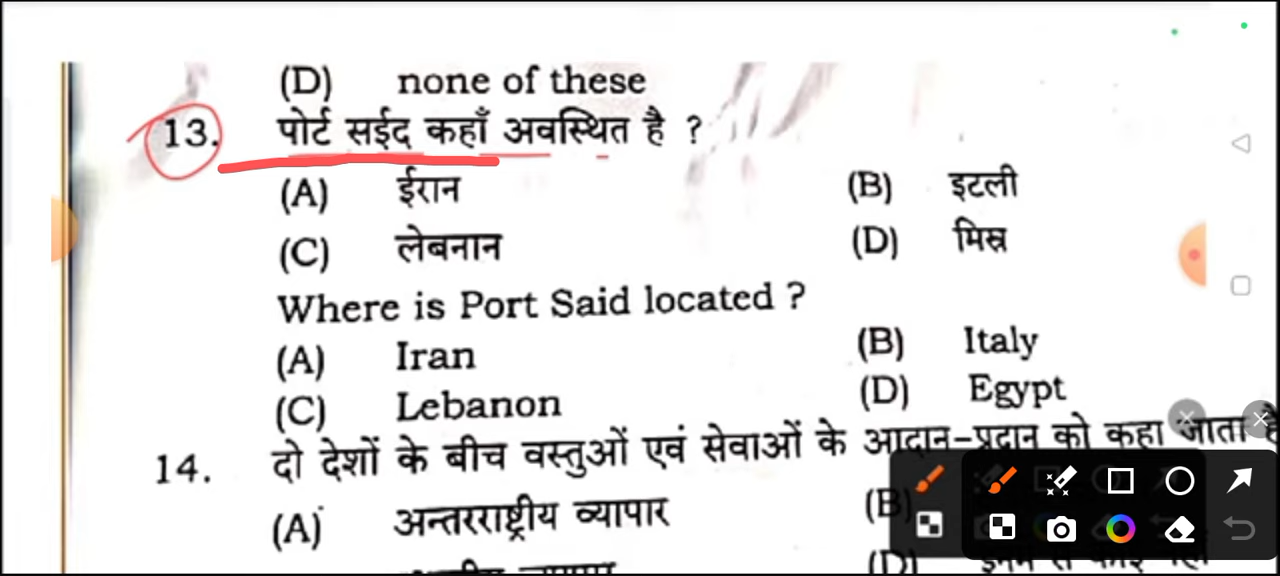 (D) none of these
13. पोर्ट सईद कहाँ अवस्थित है ?
(A) ईरान (B) इटली
(C) लेबनान (D) मिस्र
Where is Port Said located ?
(A) Iran (B) Italy
(C) Lebanon (D) Egypt
14. दो देशों के बीच वस्तुओं एवं सेवाओं के आदान-प्रदान को कहा जाता
(A) अन्तरराष्ट्रीय व्यापार (B)
(D)